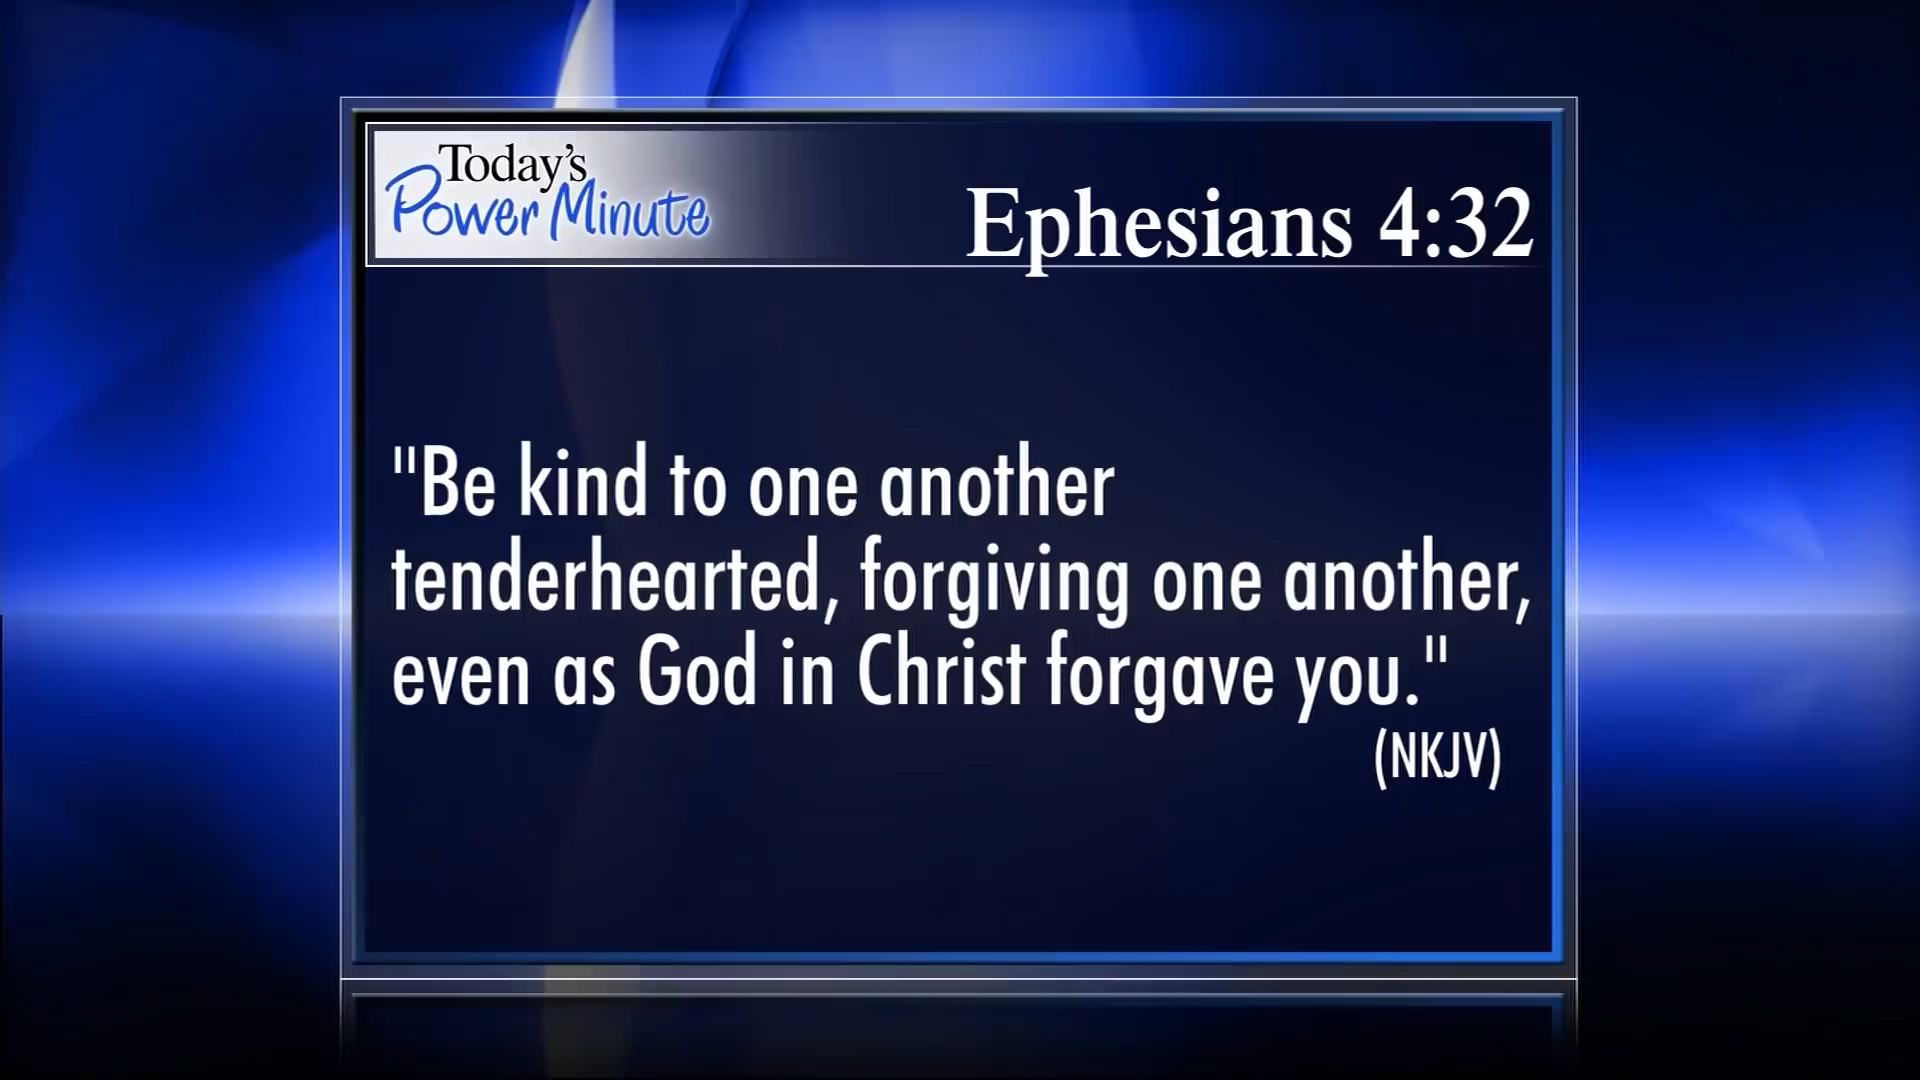 Today's
Power Minute
Ephesians 4:32
"Be kind to one another
tenderhearted, forgiving one another,
even as God in Christ forgave you."
(NKJV)